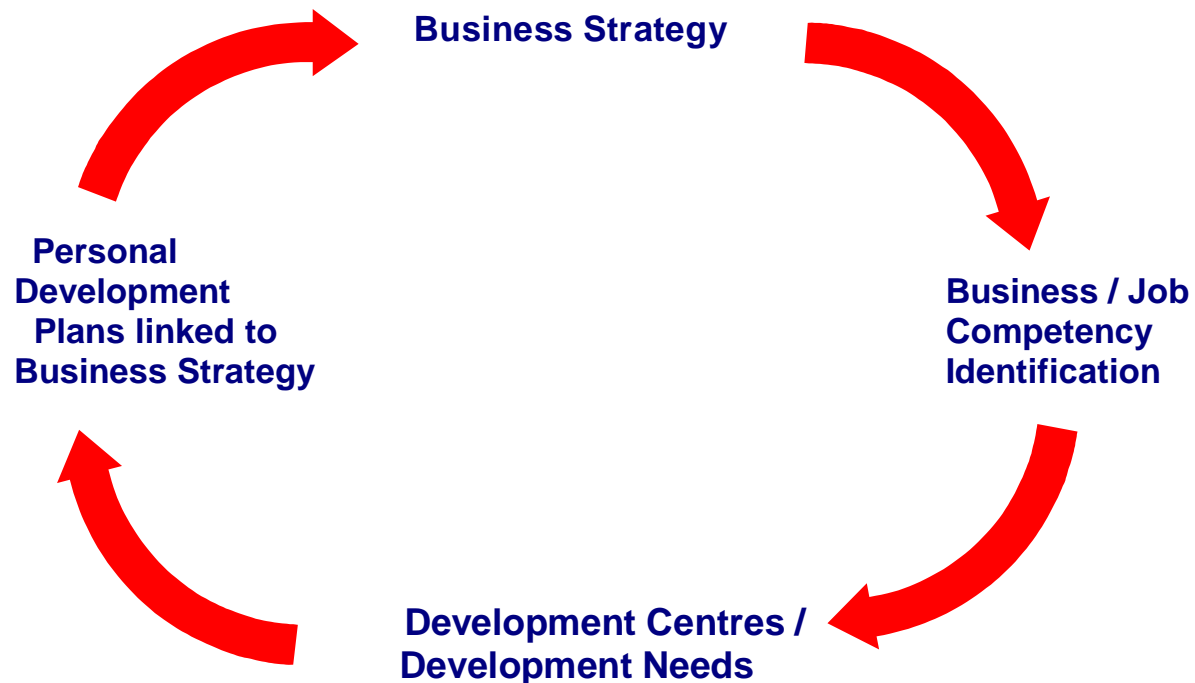 Business Strategy
Personal
Development
Plans linked to
Business Strategy
Business / Job
Competency
Identification
Development Centres /
Development Needs